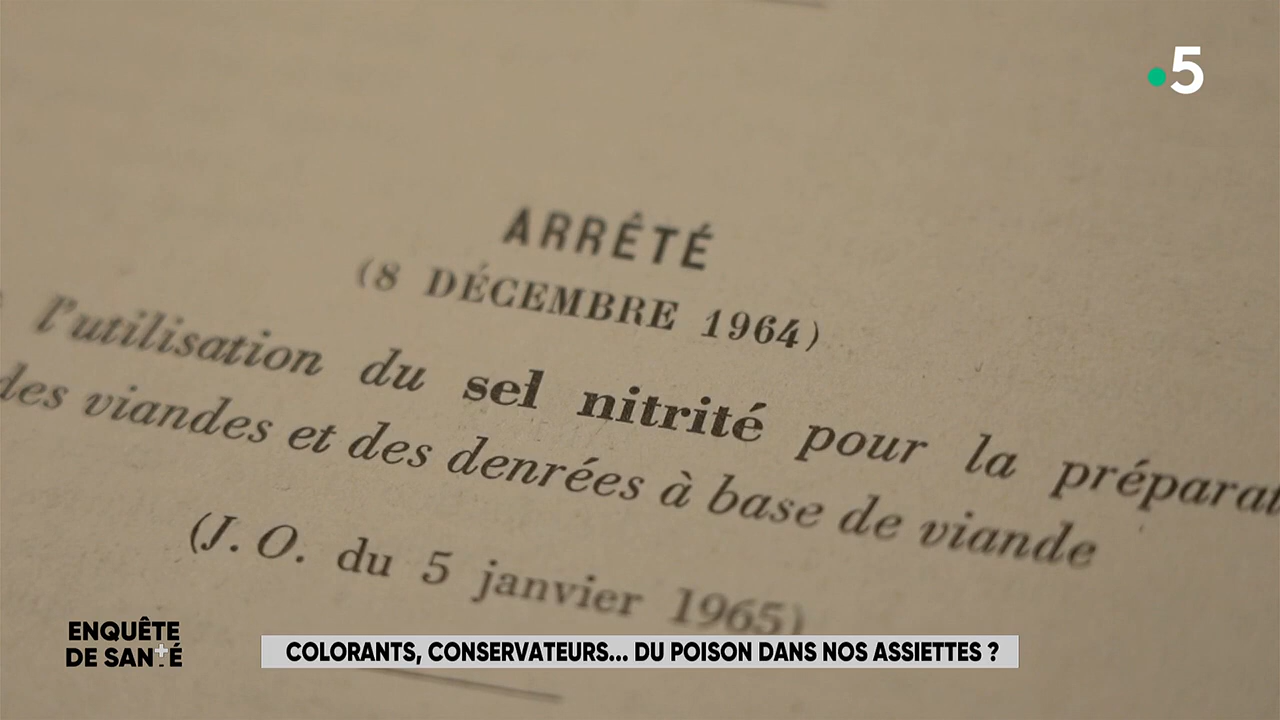 5
ARRÊTÉ
(8 DÉCEMBRE 1964)
l'utilisation du sel nitrité pour la préparat
des viandes et des denrées à base de viande
(J. O. du 5 janvier 1965)
ENQUÊTE
DE SANTÉ
COLORANTS, CONSERVATEURS... DU POISON DANS NOS ASSIETTES ?